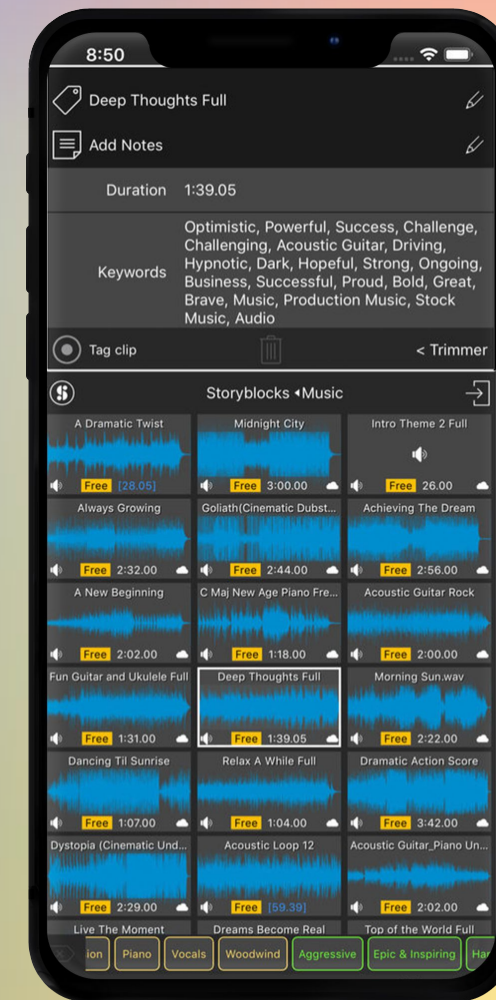 8:50
Deep Thoughts Full
Add Notes
Duration 1:39.05
Keywords
Optimistic, Powerful, Success, Challenge,
Challenging, Acoustic Guitar, Driving,
Hypnotic, Dark, Hopeful, Strong, Ongoing,
Business, Successful, Proud, Bold, Great,
Brave, Music, Production Music, Stock
Music, Audio
Tag clip < Trimmer
Storyblocks ◂Music
A Dramatic Twist Midnight City Intro Theme 2 Full
Free [28.05] Free 3:00.00 Free 26.00
Always Growing Goliath(Cinematic Dubst... Achieving The Dream
Free 2:32.00 Free 2:44.00 Free 2:56.00
A New Beginning C Maj New Age Piano Fre... Acoustic Guitar Rock
Free 2:02.00 Free 1:18.00 Free 2:00.00
Fun Guitar and Ukulele Full Deep Thoughts Full Morning Sun.wav
Free 1:31.00 Free 1:39.05 Free 2:22.00
Dancing Til Sunrise Relax A While Full Dramatic Action Score
Free 1:07.00 Free 1:04.00 Free 3:42.00
Dystopia (Cinematic Und... Acoustic Loop 12 Acoustic Guitar_Piano Un...
Free 2:29.00 Free [59.39] Free 2:02.00
Live The Moment Dreams Become Real Top of the World Full
ion Piano Vocals Woodwind Aggressive Epic & Inspiring Ha